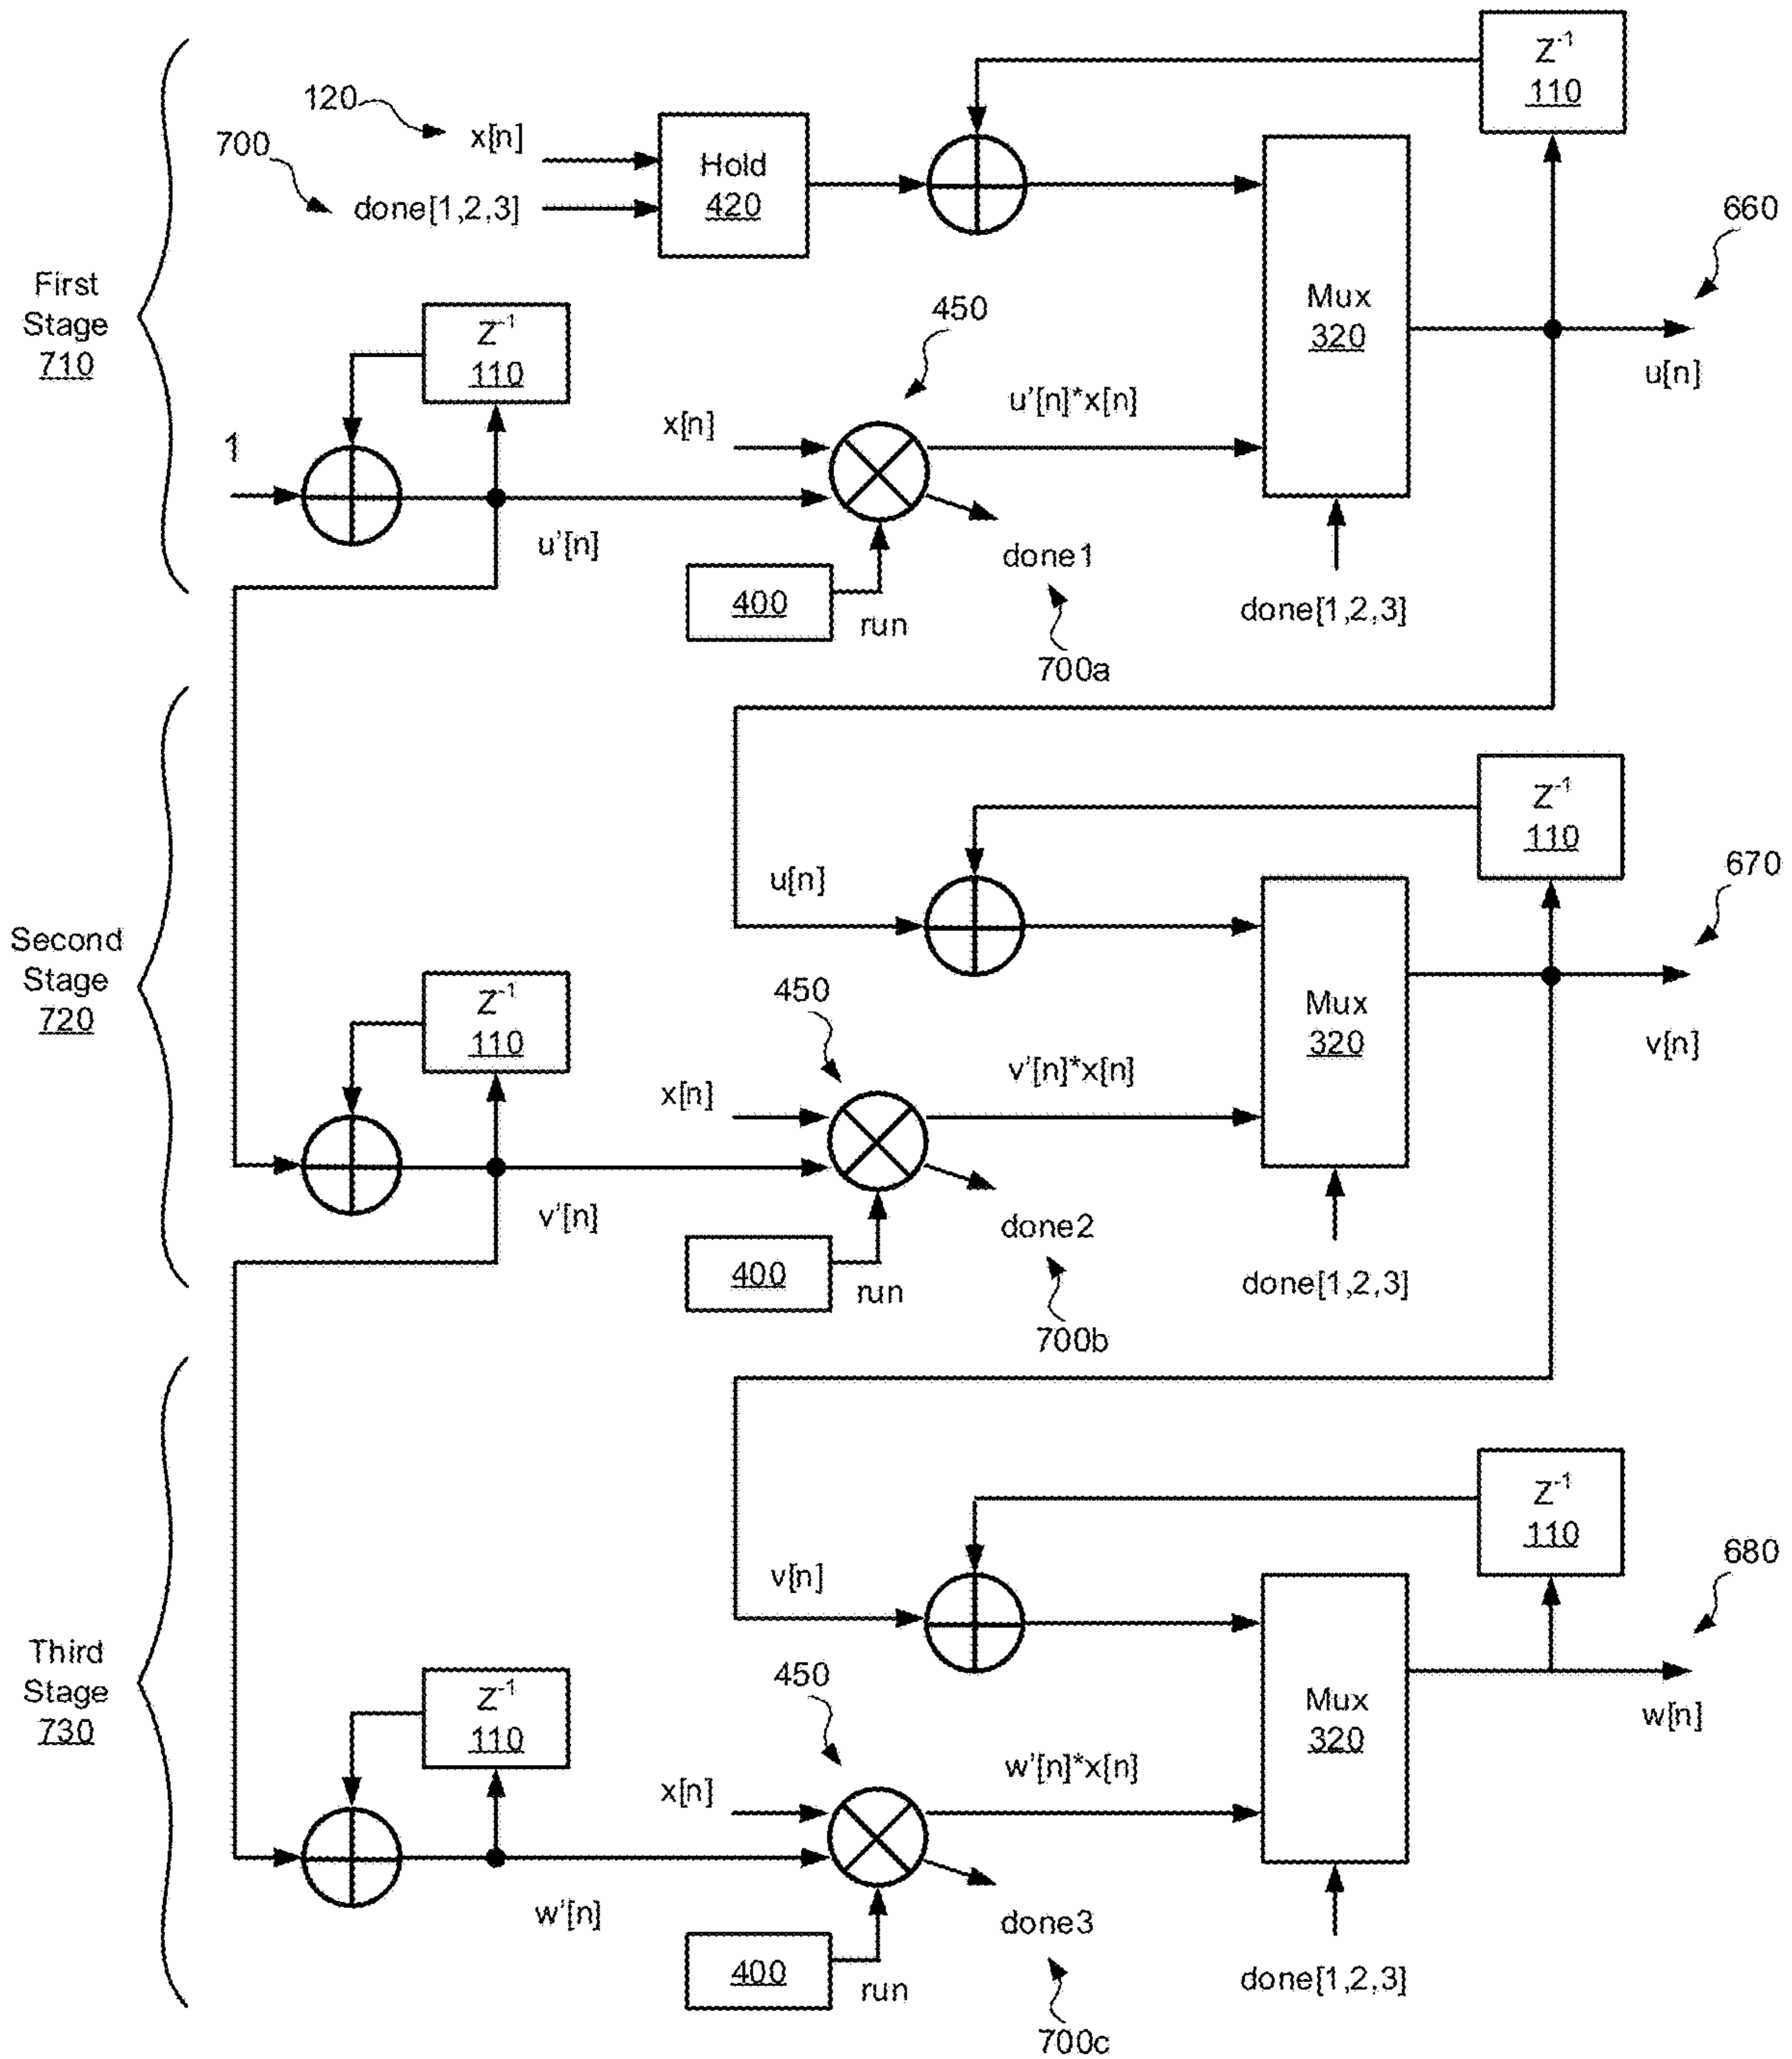 Z⁻¹
110
120
x[n]
700
done[1,2,3]
Hold
420
First
Stage
710
Z⁻¹
110
1
u'[n]
450
x[n]
u'[n]*x[n]
400
run
done1
700a
Mux
320
done[1,2,3]
660
u[n]
Second
Stage
720
Z⁻¹
110
v'[n]
u[n]
450
x[n]
v'[n]*x[n]
400
run
done2
700b
Z⁻¹
110
Mux
320
done[1,2,3]
670
v[n]
Third
Stage
730
Z⁻¹
110
w'[n]
v[n]
450
x[n]
w'[n]*x[n]
400
run
done3
700c
Z⁻¹
110
Mux
320
done[1,2,3]
680
w[n]